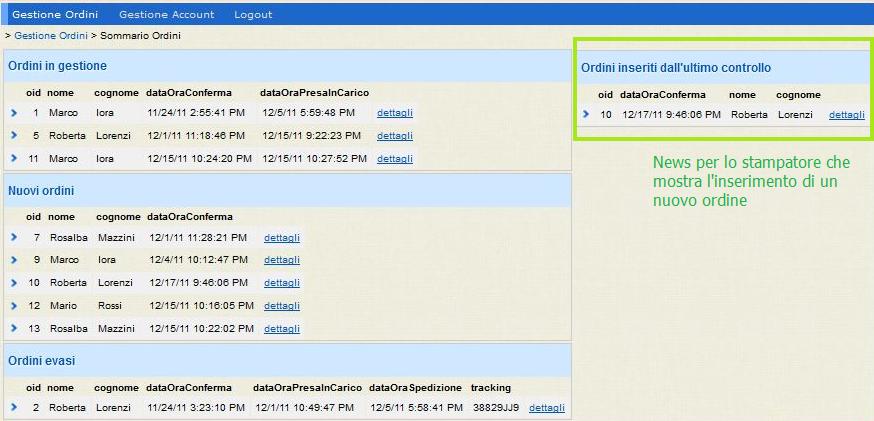 Gestione Ordini Gestione Account Logout
> Gestione Ordini > Sommario Ordini
Ordini in gestione
oid nome cognome dataOraConferma dataOraPresaInCarico
1 Marco Iora 11/24/11 2:55:41 PM 12/5/11 5:59:48 PM dettagli
5 Roberta Lorenzi 12/1/11 11:18:46 PM 12/15/11 9:22:23 PM dettagli
11 Marco Iora 12/15/11 10:24:20 PM 12/15/11 10:27:52 PM dettagli
Nuovi ordini
oid nome cognome dataOraConferma
7 Rosalba Mazzini 12/1/11 11:28:21 PM dettagli
9 Marco Iora 12/4/11 10:12:47 PM dettagli
10 Roberta Lorenzi 12/17/11 9:46:06 PM dettagli
12 Mario Rossi 12/15/11 10:16:05 PM dettagli
13 Rosalba Mazzini 12/15/11 10:22:02 PM dettagli
Ordini evasi
oid nome cognome dataOraConferma dataOraPresaInCarico dataOraSpedizione tracking
2 Roberta Lorenzi 11/24/11 3:23:10 PM 12/1/11 10:49:47 PM 12/5/11 5:58:41 PM 38829JJ9 dettagli
Ordini inseriti dall'ultimo controllo
oid dataOraConferma nome cognome
10 12/17/11 9:46:06 PM Roberta Lorenzi dettagli
News per lo stampatore che
mostra l'inserimento di un
nuovo ordine